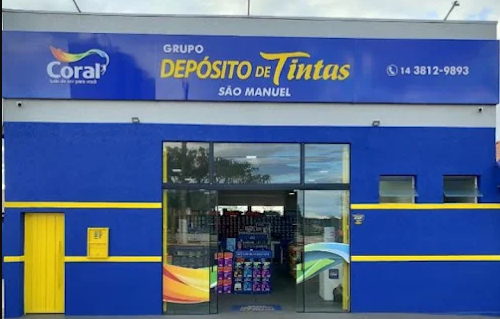 Coral
GRUPO
DEPÓSITO DE Tintas
SÃO MANUEL
14 3812-9893